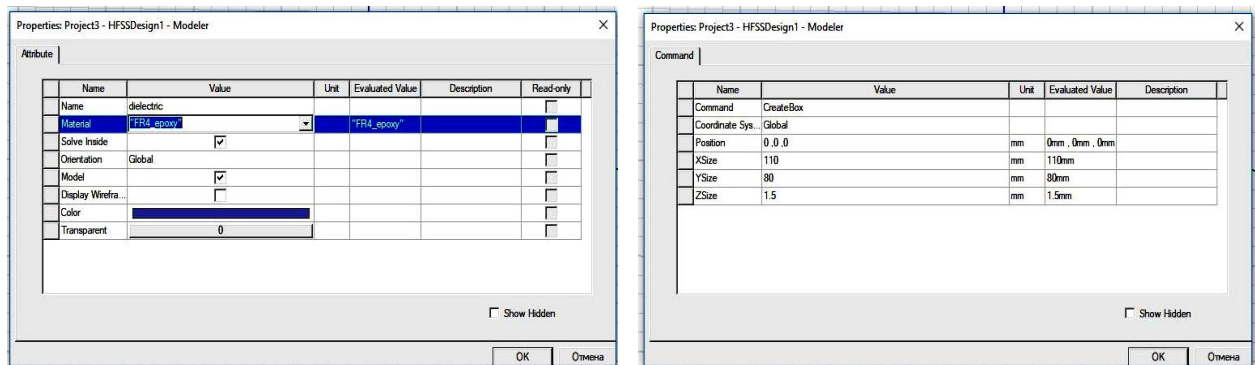 Properties: Project3 - HFSSDesign1 - Modeler
Attribute
Name Value Unit Evaluated Value Description Read-only
Name dielectric
Material "FR4_epoxy" "FR4_epoxy"
Solve Inside
Orientation Global
Model
Display Wirefra...
Color
Transparent 0
Show Hidden
OK Отмена
Properties: Project3 - HFSSDesign1 - Modeler
Command
Name Value Unit Evaluated Value Description
Command CreateBox
Coordinate Sys... Global
Position 0 ,0 ,0 mm 0mm , 0mm , 0mm
XSize 110 mm 110mm
YSize 80 mm 80mm
ZSize 1.5 mm 1.5mm
Show Hidden
OK Отмена